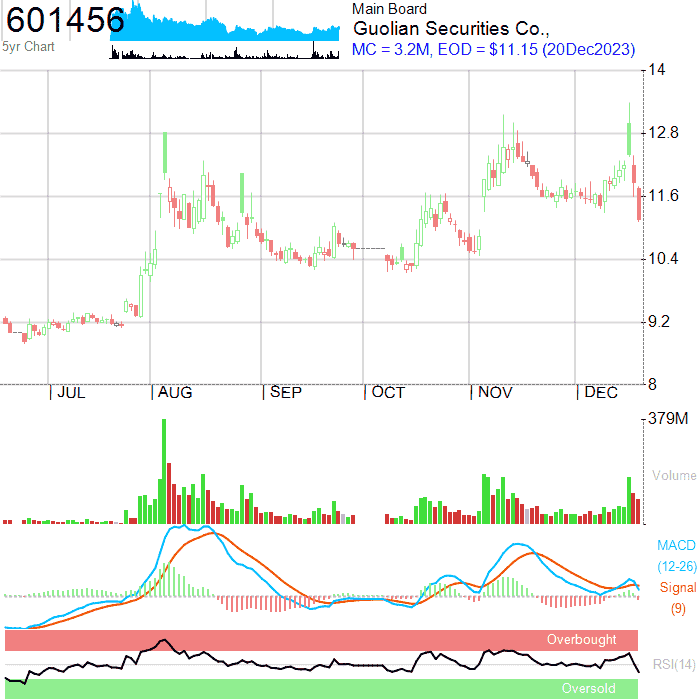 601456
5yr Chart
Main Board
Guolian Securities Co.,
MC = 3.2M, EOD = $11.15 (20Dec2023)
14
12.8
11.6
10.4
9.2
8
JUL AUG SEP OCT NOV DEC
379M
Volume
MACD
(12-26)
Signal
(9)
Overbought
RSI(14)
Oversold